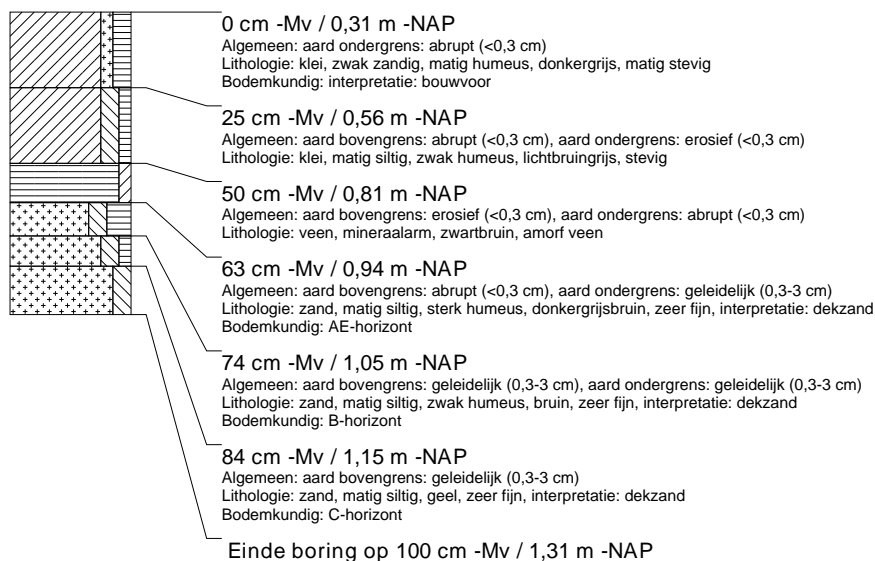 0 cm -Mv / 0,31 m -NAP
Algemeen: aard ondergrens: abrupt (<0,3 cm)
Lithologie: klei, zwak zandig, matig humeus, donkergrijs, matig stevig
Bodemkundig: interpretatie: bouwvoor
25 cm -Mv / 0,56 m -NAP
Algemeen: aard bovengrens: abrupt (<0,3 cm), aard ondergrens: erosief (<0,3 cm)
Lithologie: klei, matig siltig, zwak humeus, lichtbruingrijs, stevig
50 cm -Mv / 0,81 m -NAP
Algemeen: aard bovengrens: erosief (<0,3 cm), aard ondergrens: abrupt (<0,3 cm)
Lithologie: veen, mineraalarm, zwartbruin, amorf veen
63 cm -Mv / 0,94 m -NAP
Algemeen: aard bovengrens: abrupt (<0,3 cm), aard ondergrens: geleidelijk (0,3-3 cm)
Lithologie: zand, matig siltig, sterk humeus, donkergrijsbruin, zeer fijn, interpretatie: dekzand
Bodemkundig: AE-horizont
74 cm -Mv / 1,05 m -NAP
Algemeen: aard bovengrens: geleidelijk (0,3-3 cm), aard ondergrens: geleidelijk (0,3-3 cm)
Lithologie: zand, matig siltig, zwak humeus, bruin, zeer fijn, interpretatie: dekzand
Bodemkundig: B-horizont
84 cm -Mv / 1,15 m -NAP
Algemeen: aard bovengrens: geleidelijk (0,3-3 cm)
Lithologie: zand, matig siltig, geel, zeer fijn, interpretatie: dekzand
Bodemkundig: C-horizont
Einde boring op 100 cm -Mv / 1,31 m -NAP